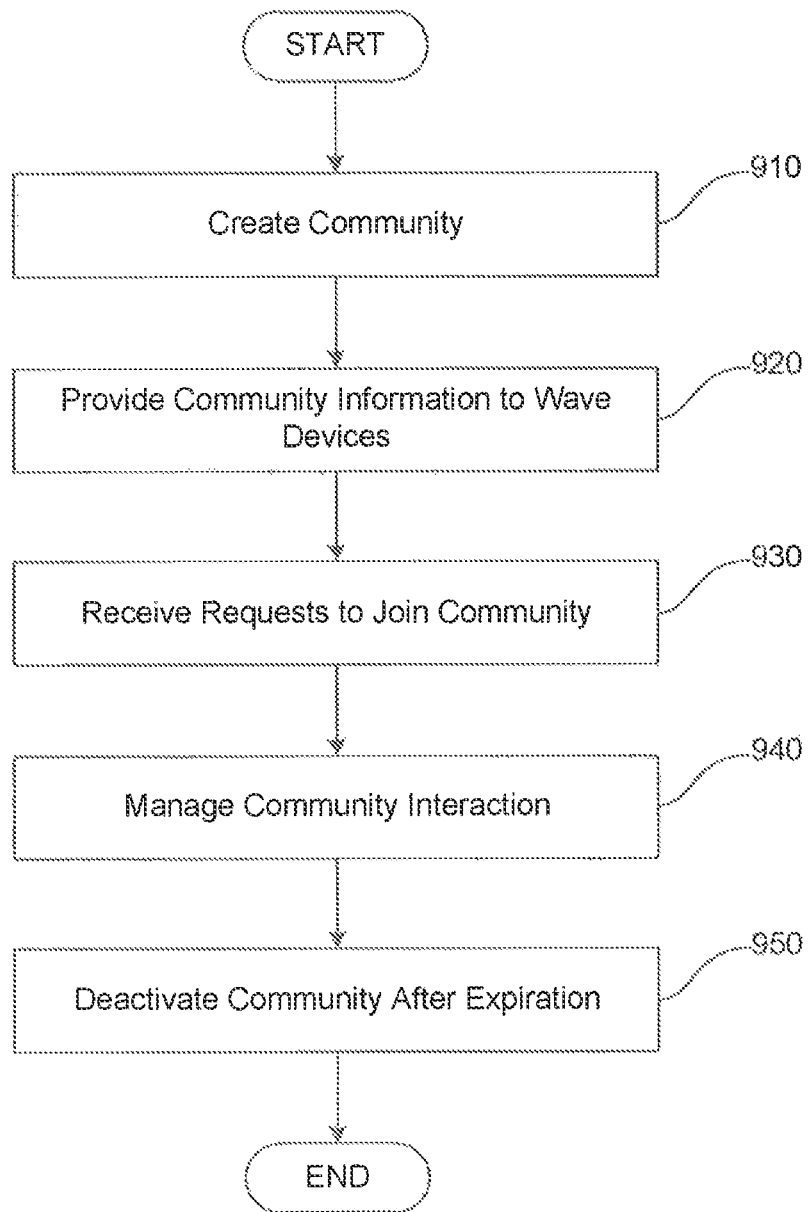 START
910
Create Community
920
Provide Community Information to Wave
Devices
930
Receive Requests to Join Community
940
Manage Community Interaction
950
Deactivate Community After Expiration
END